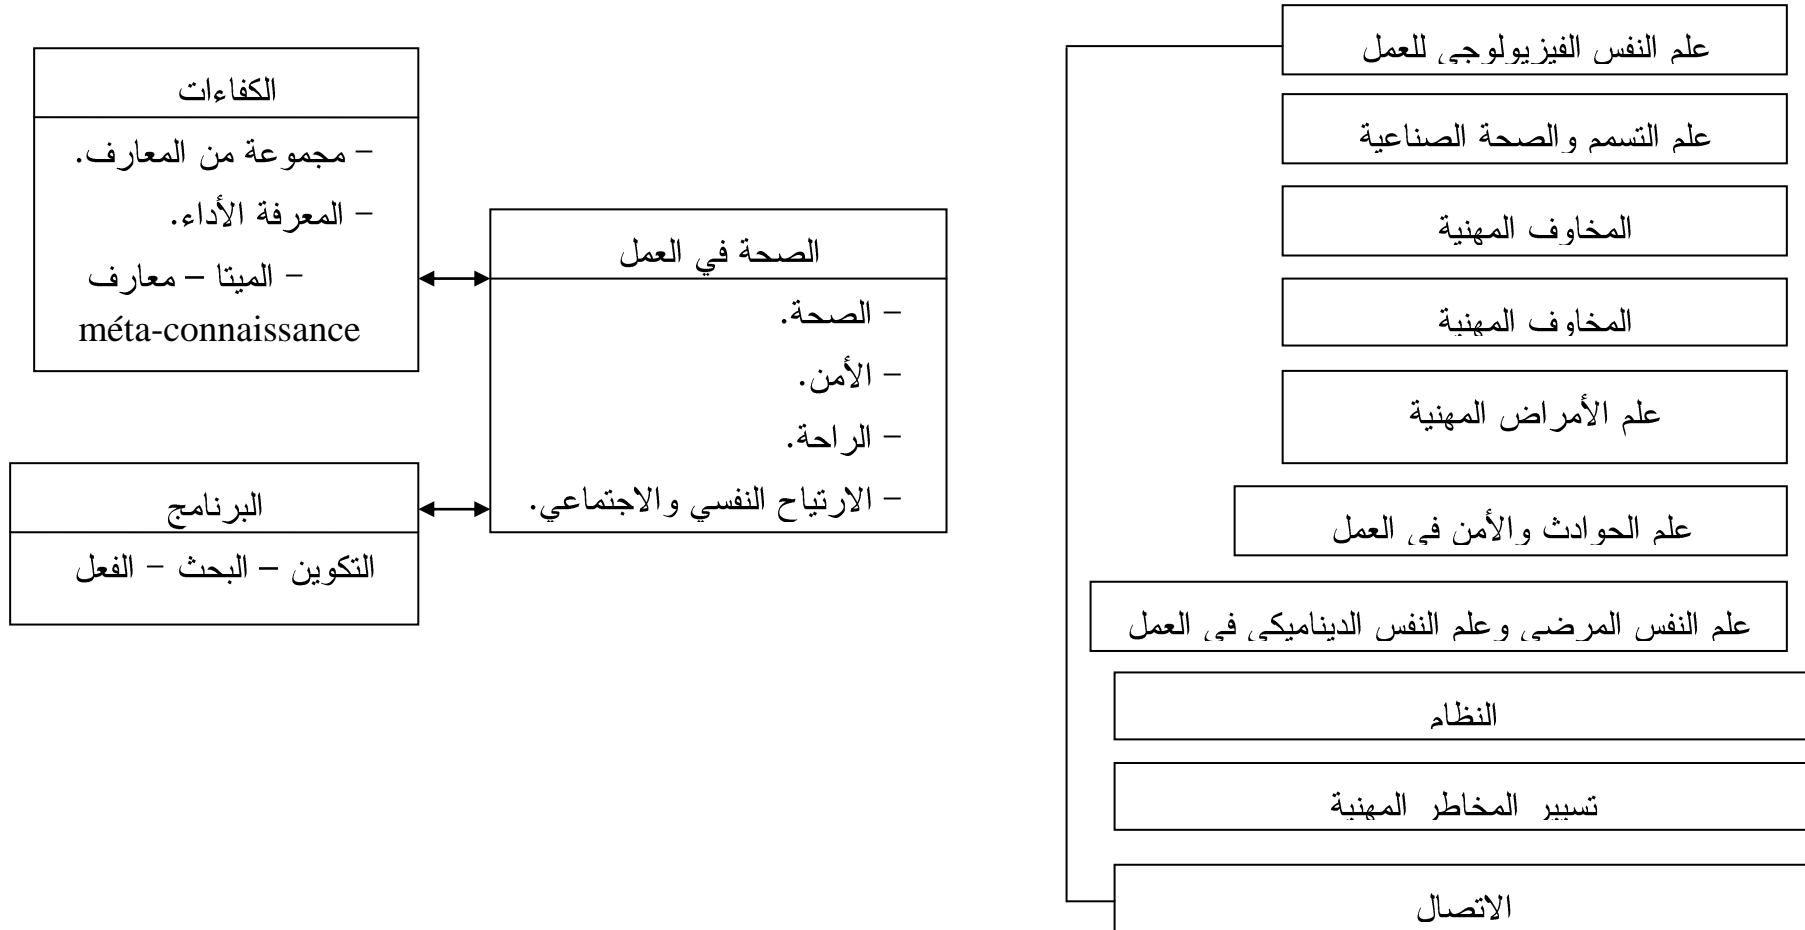 علم النفس الفيزيولوجي للعمل
علم التسمم والصحة الصناعية
المخاوف المهنية
المخاوف المهنية
علم الأمراض المهنية
علم الحوادث والأمن في العمل
علم النفس المرضي وعلم النفس الديناميكي في العمل
النظام
تسيير المخاطر المهنية
الاتصال
الصحة في العمل
- الصحة.
- الأمن.
- الراحة.
- الارتياح النفسي والاجتماعي.
الكفاءات
- مجموعة من المعارف.
- المعرفة الأداء.
- الميتا – معارف
méta-connaissance
البرنامج
التكوين – البحث - الفعل